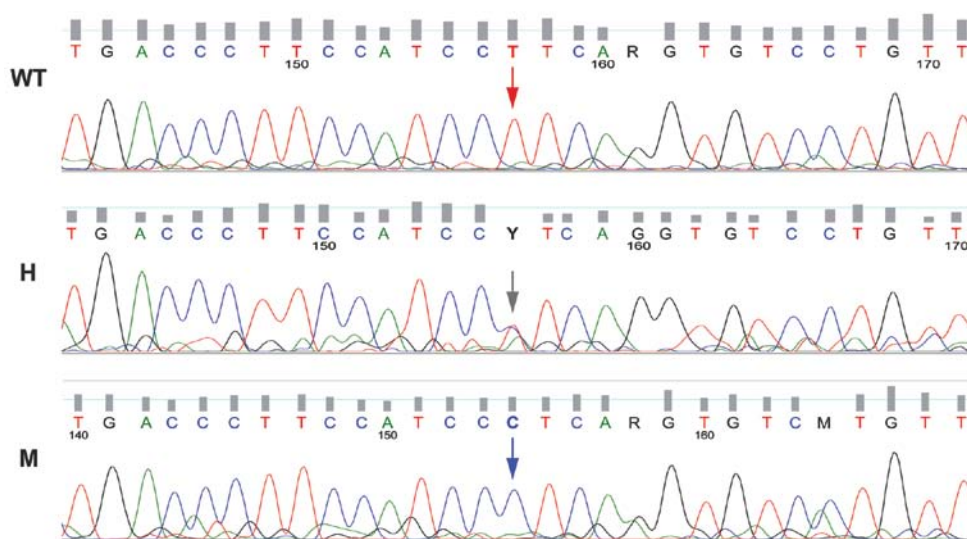 T G A C C C T T C C A T C C T T C A R G T G T C C T G T T
150 160 170
WT
T G A C C C T T C C A T C C Y T C A G G T G T C C T G T T
150 160 170
H
T G A C C C T T C C A T C C C T C A R G T G T C M T G T T
140 150 160
M